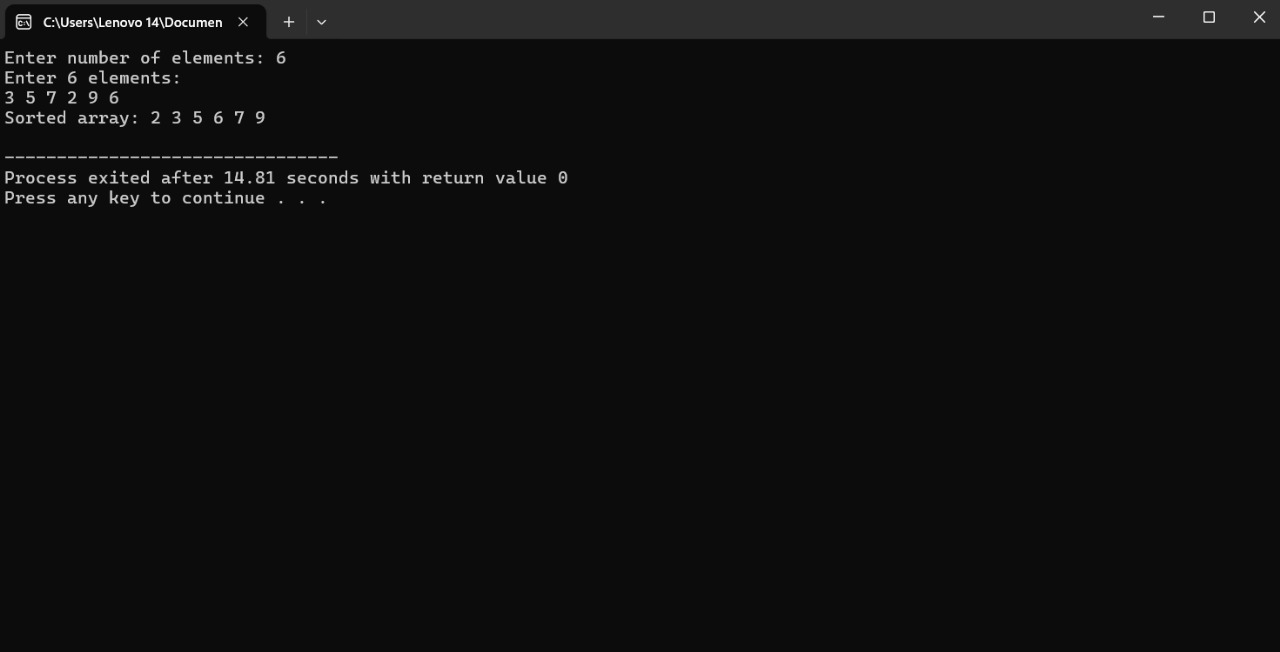 C:\Users\Lenovo 14\Documen
Enter number of elements: 6
Enter 6 elements:
3 5 7 2 9 6
Sorted array: 2 3 5 6 7 9
--------------------------------
Process exited after 14.81 seconds with return value 0
Press any key to continue . . .